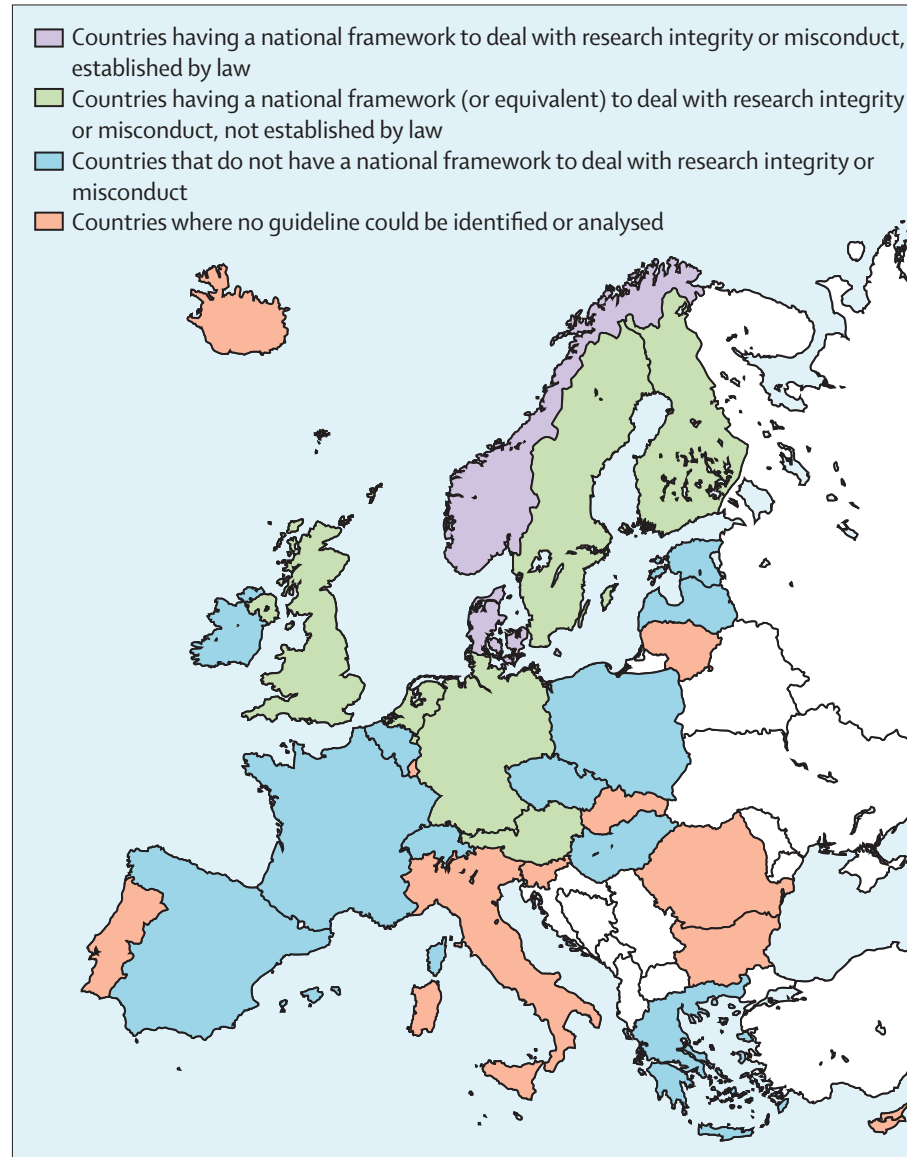 Countries having a national framework to deal with research integrity or misconduct,
established by law
Countries having a national framework (or equivalent) to deal with research integrity
or misconduct, not established by law
Countries that do not have a national framework to deal with research integrity or
misconduct
Countries where no guideline could be identified or analysed